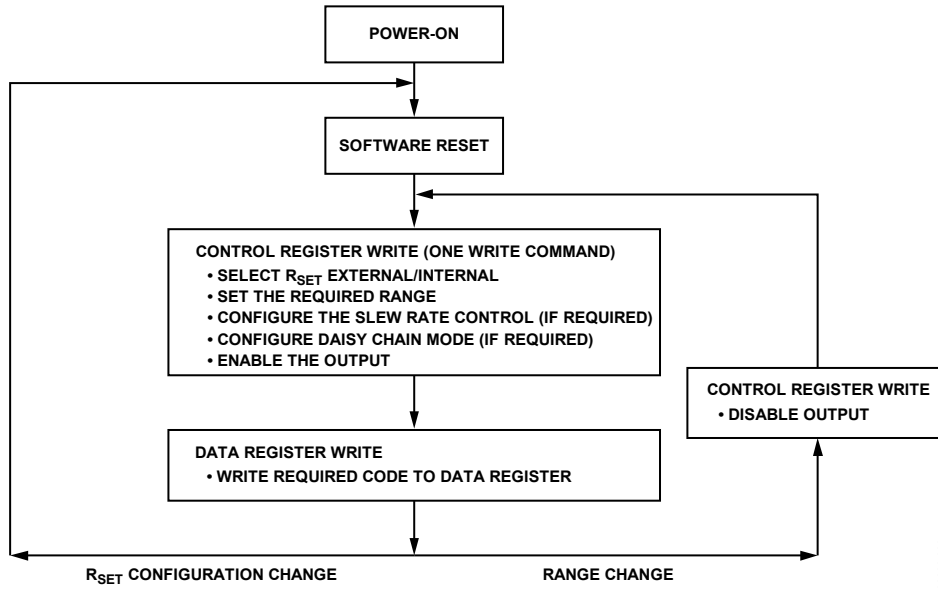 POWER-ON
SOFTWARE RESET
CONTROL REGISTER WRITE (ONE WRITE COMMAND)
• SELECT RSET EXTERNAL/INTERNAL
• SET THE REQUIRED RANGE
• CONFIGURE THE SLEW RATE CONTROL (IF REQUIRED)
• CONFIGURE DAISY CHAIN MODE (IF REQUIRED)
• ENABLE THE OUTPUT
CONTROL REGISTER WRITE
• DISABLE OUTPUT
DATA REGISTER WRITE
• WRITE REQUIRED CODE TO DATA REGISTER
RSET CONFIGURATION CHANGE
RANGE CHANGE